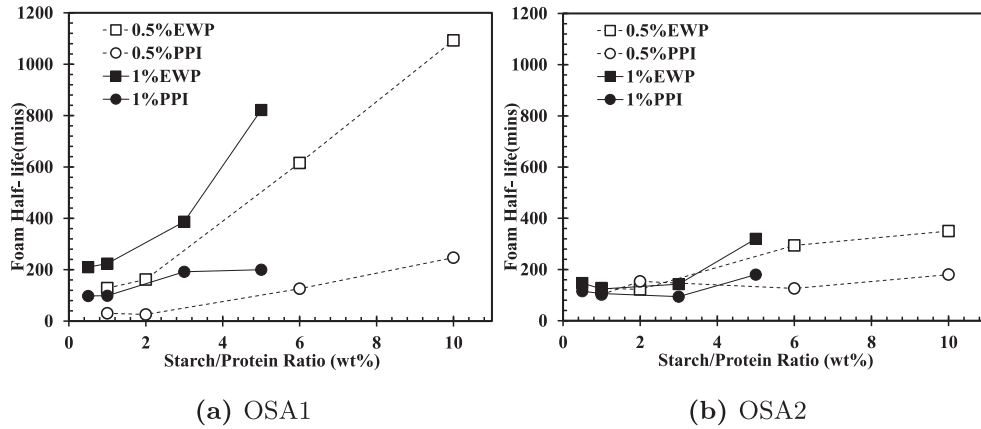 0.5%EWP
0.5%PPI
1%EWP
1%PPI
1200
1000
800
600
400
200
0
Foam Half- life(mins)
0 2 4 6 8 10
Starch/Protein Ratio (wt%)
(a) OSA1
0.5%EWP
0.5%PPI
1%EWP
1%PPI
1200
1000
800
600
400
200
0
Foam Half- life(mins)
0 2 4 6 8 10
Starch/Protein Ratio (wt%)
(b) OSA2